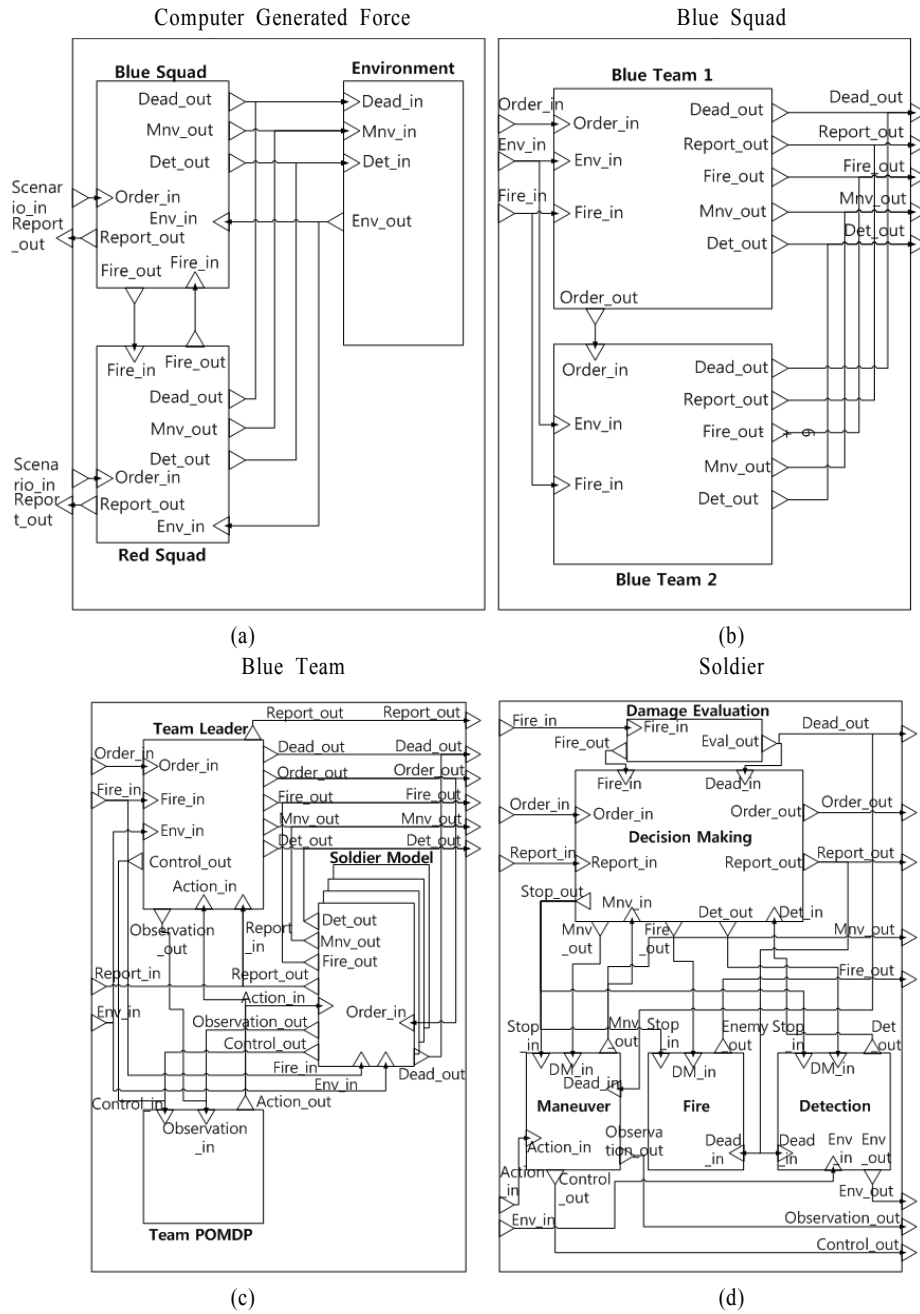 Computer Generated Force
Blue Squad
Environment
Dead_out
Mnv_out
Det_out
Dead_in
Mnv_in
Det_in
Scenar
io_in
Order_in
Env_in
Env_out
Report
_out
Report_out
Fire_in
Fire_out
Fire_in
Fire_out
Dead_out
Mnv_out
Det_out
Scena
rio_in
Order_in
Repor
t_out
Report_out
Env_in
Red Squad
(a)
Blue Squad
Blue Team 1
Order_in
Order_in
Env_in
Env_in
Fire_in
Fire_in
Dead_out
Dead_out
Report_out
Report_out
Fire_out
Fire_out
Mnv_out
Mnv_out
Det_out
Det_out
Order_out
Order_in
Dead_out
Report_out
Env_in
Fire_out
Mnv_out
Fire_in
Det_out
Blue Team 2
(b)
Blue Team
Report_out
Report_out
Team Leader
Order_in
Order_in
Fire_in
Fire_in
Env_in
Control_out
Action_in
Dead_out
Dead_out
Order_out
Order_out
Fire_out
Fire_out
Mnv_out
Mnv_out
Det_out
Det_out
Soldier Model
Observation
_out
Report
_in
Det_out
Mnv_out
Fire_out
Report_in
Report_out
Action_in
Order_in
Env_in
Observation_out
Control_out
Fire_in
Dead_out
Env_in
Control_in
Action_out
Observation
_in
Team POMDP
(c)
Soldier
Damage Evaluation
Fire_in
Fire_in
Dead_out
Fire_out
Eval_out
Fire_in
Dead_in
Order_in
Order_in
Order_out
Order_out
Decision Making
Report_in
Report_in
Report_out
Report_out
Stop_out
Mnv_in
Det_out
Det_in
Mnv
_out
Fire
_out
Mnv_out
Fire_out
Stop
_in
Mnv
_out
Stop
_in
Enemy
_out
Stop
_in
Det
_out
DM_in
DM_in
DM_in
Dead_in
Maneuver
Fire
Detection
Action_in
Observa
tion_out
Dead
_in
Dead
_in
Env
_in
Env
_out
Action
_in
Control
_out
Env_out
Env_in
Observation_out
Control_out
(d)